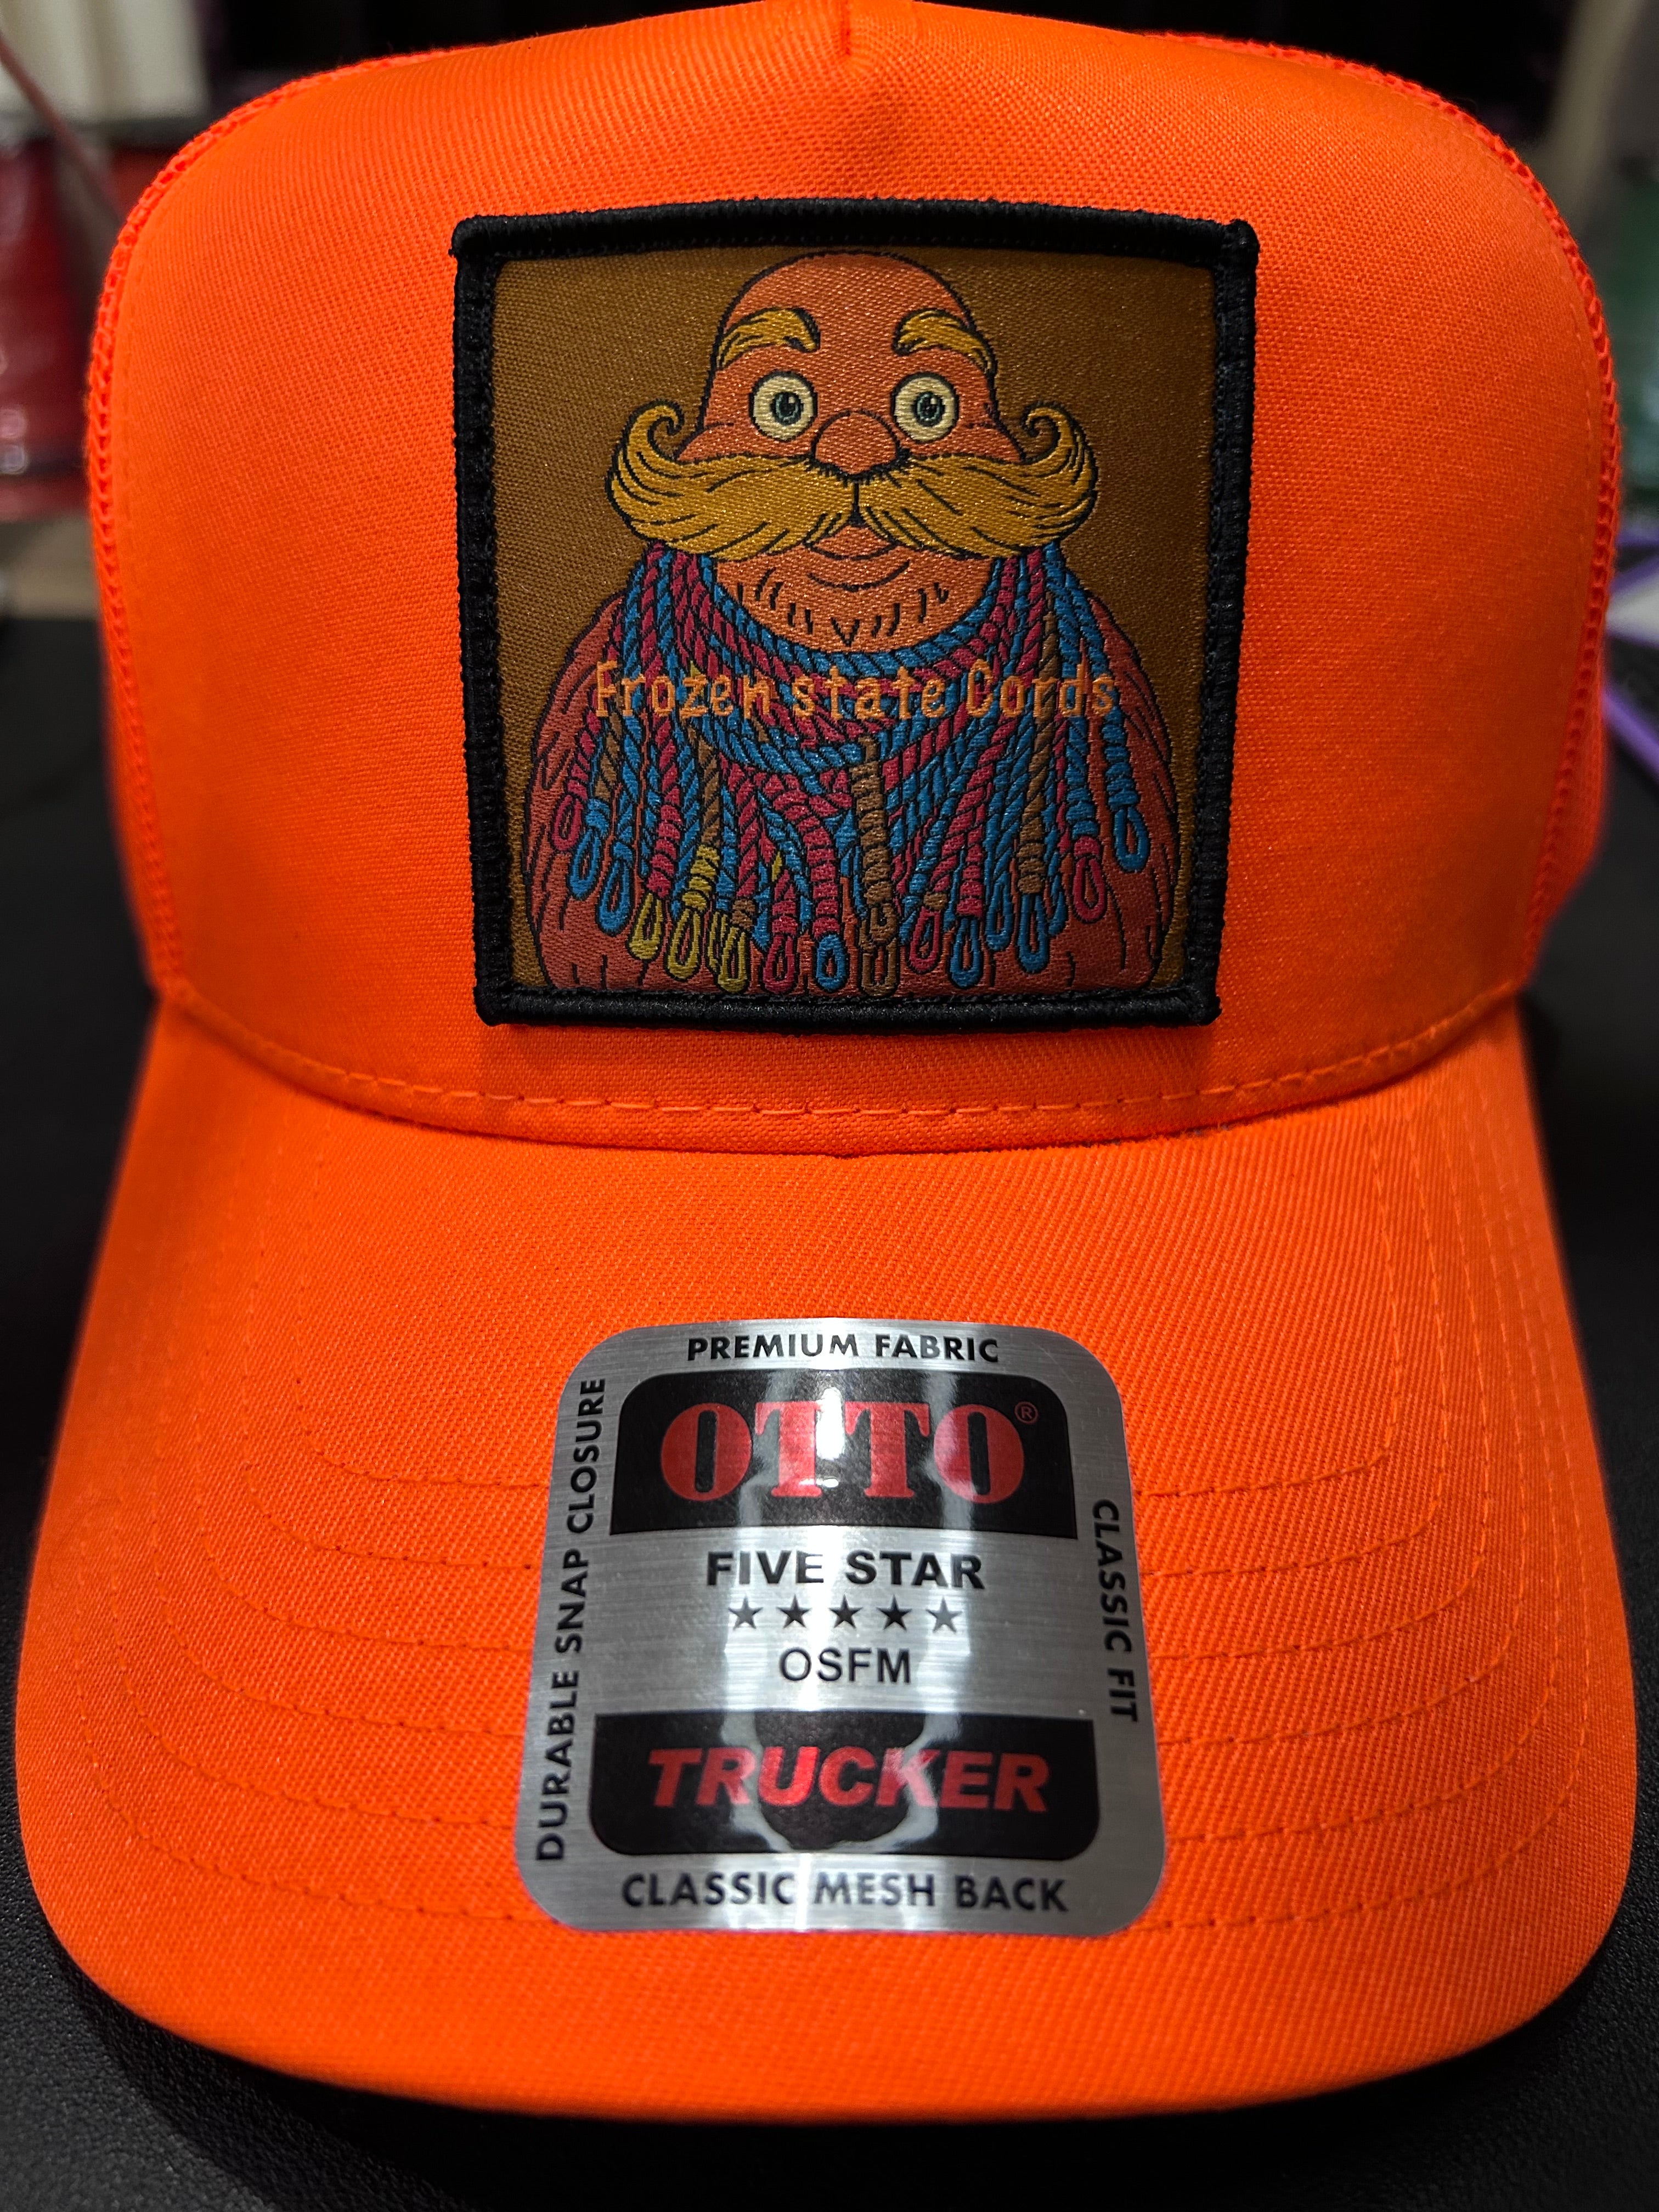 Frozen state Cords
PREMIUM FABRIC
DURABLE SNAP CLOSURE
OTTO®
FIVE STAR
★★★★★
OSFM
CLASSIC FIT
TRUCKER
CLASSIC MESH BACK